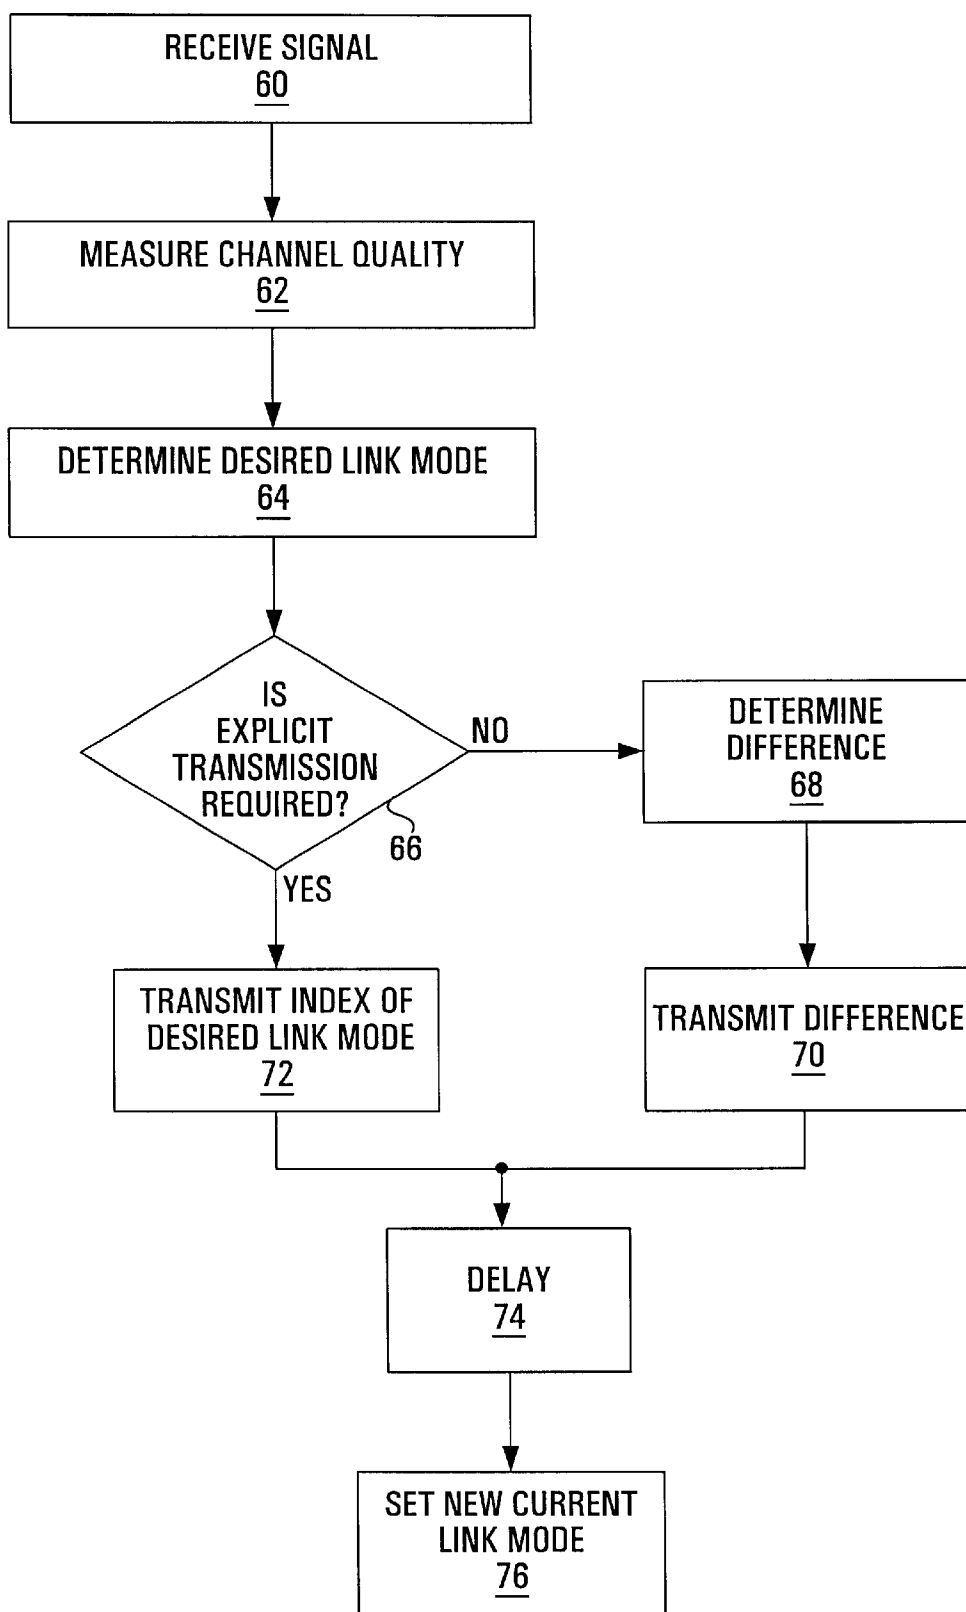 RECEIVE SIGNAL
60
MEASURE CHANNEL QUALITY
62
DETERMINE DESIRED LINK MODE
64
IS
EXPLICIT
TRANSMISSION
REQUIRED?
66
NO
DETERMINE
DIFFERENCE
68
YES
TRANSMIT INDEX OF
DESIRED LINK MODE
72
TRANSMIT DIFFERENCE
70
DELAY
74
SET NEW CURRENT
LINK MODE
76